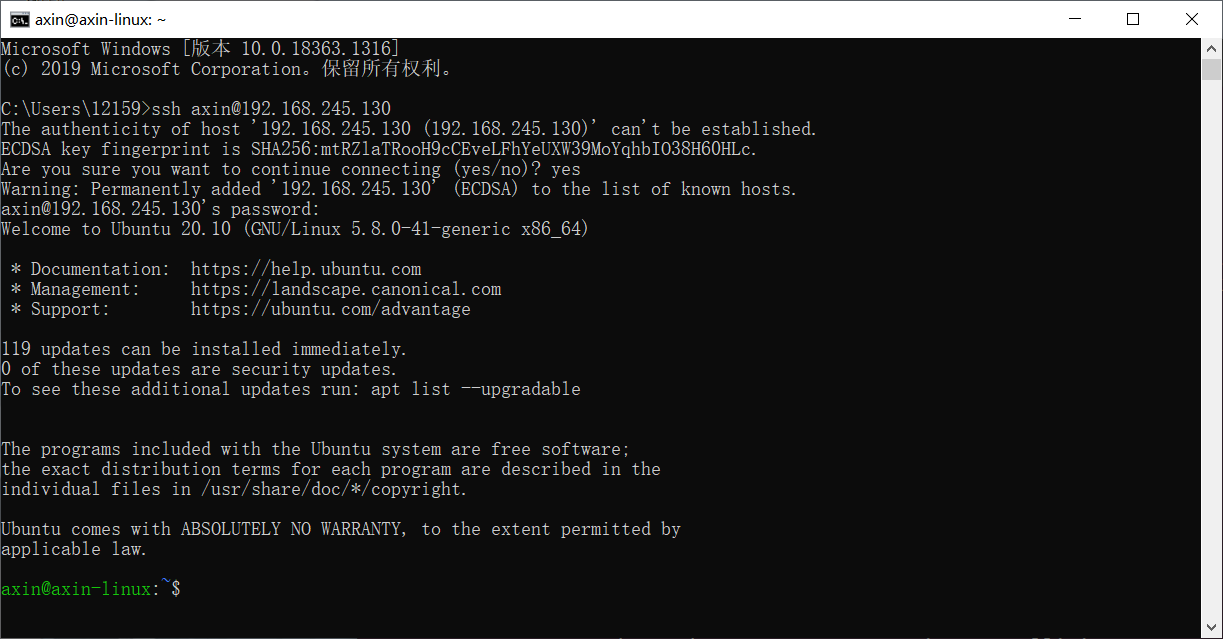 axin@axin-linux: ~
Microsoft Windows [版本 10.0.18363.1316]
(c) 2019 Microsoft Corporation。保留所有权利。
C:\Users\12159>ssh axin@192.168.245.130
The authenticity of host '192.168.245.130 (192.168.245.130)' can't be established.
ECDSA key fingerprint is SHA256:mtRZlaTRooH9cCEveLFhYeUXW39MoYqhbIO38H6OHLc.
Are you sure you want to continue connecting (yes/no)? yes
Warning: Permanently added '192.168.245.130' (ECDSA) to the list of known hosts.
axin@192.168.245.130's password:
Welcome to Ubuntu 20.10 (GNU/Linux 5.8.0-41-generic x86_64)
* Documentation:  https://help.ubuntu.com
* Management:     https://landscape.canonical.com
* Support:        https://ubuntu.com/advantage
119 updates can be installed immediately.
0 of these updates are security updates.
To see these additional updates run: apt list --upgradable
The programs included with the Ubuntu system are free software;
the exact distribution terms for each program are described in the
individual files in /usr/share/doc/*/copyright.
Ubuntu comes with ABSOLUTELY NO WARRANTY, to the extent permitted by
applicable law.
axin@axin-linux:~$